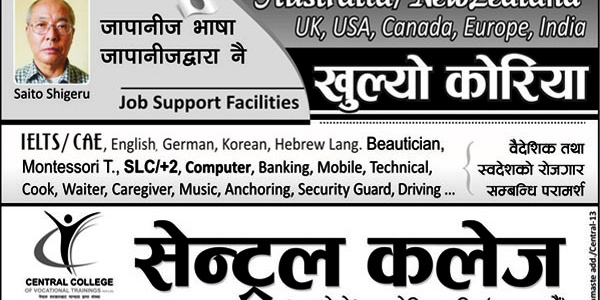 Australia/NewZealand
UK, USA, Canada, Europe, India
जापानीज भाषा
जापानीजद्वारा नै
Saito Shigeru
Job Support Facilities
खुल्यो कोरिया
IELTS/CAE, English, German, Korean, Hebrew Lang. Beautician,
Montessori T., SLC/+2, Computer, Banking, Mobile, Technical,
Cook, Waiter, Caregiver, Music, Anchoring, Security Guard, Driving ...
वैदेशिक तथा
स्वदेशको रोजगार
सम्बन्धि परामर्श
CENTRAL COLLEGE
OF VOCATIONAL TRAININGS
सेन्ट्रल कलेज
add./Central-13